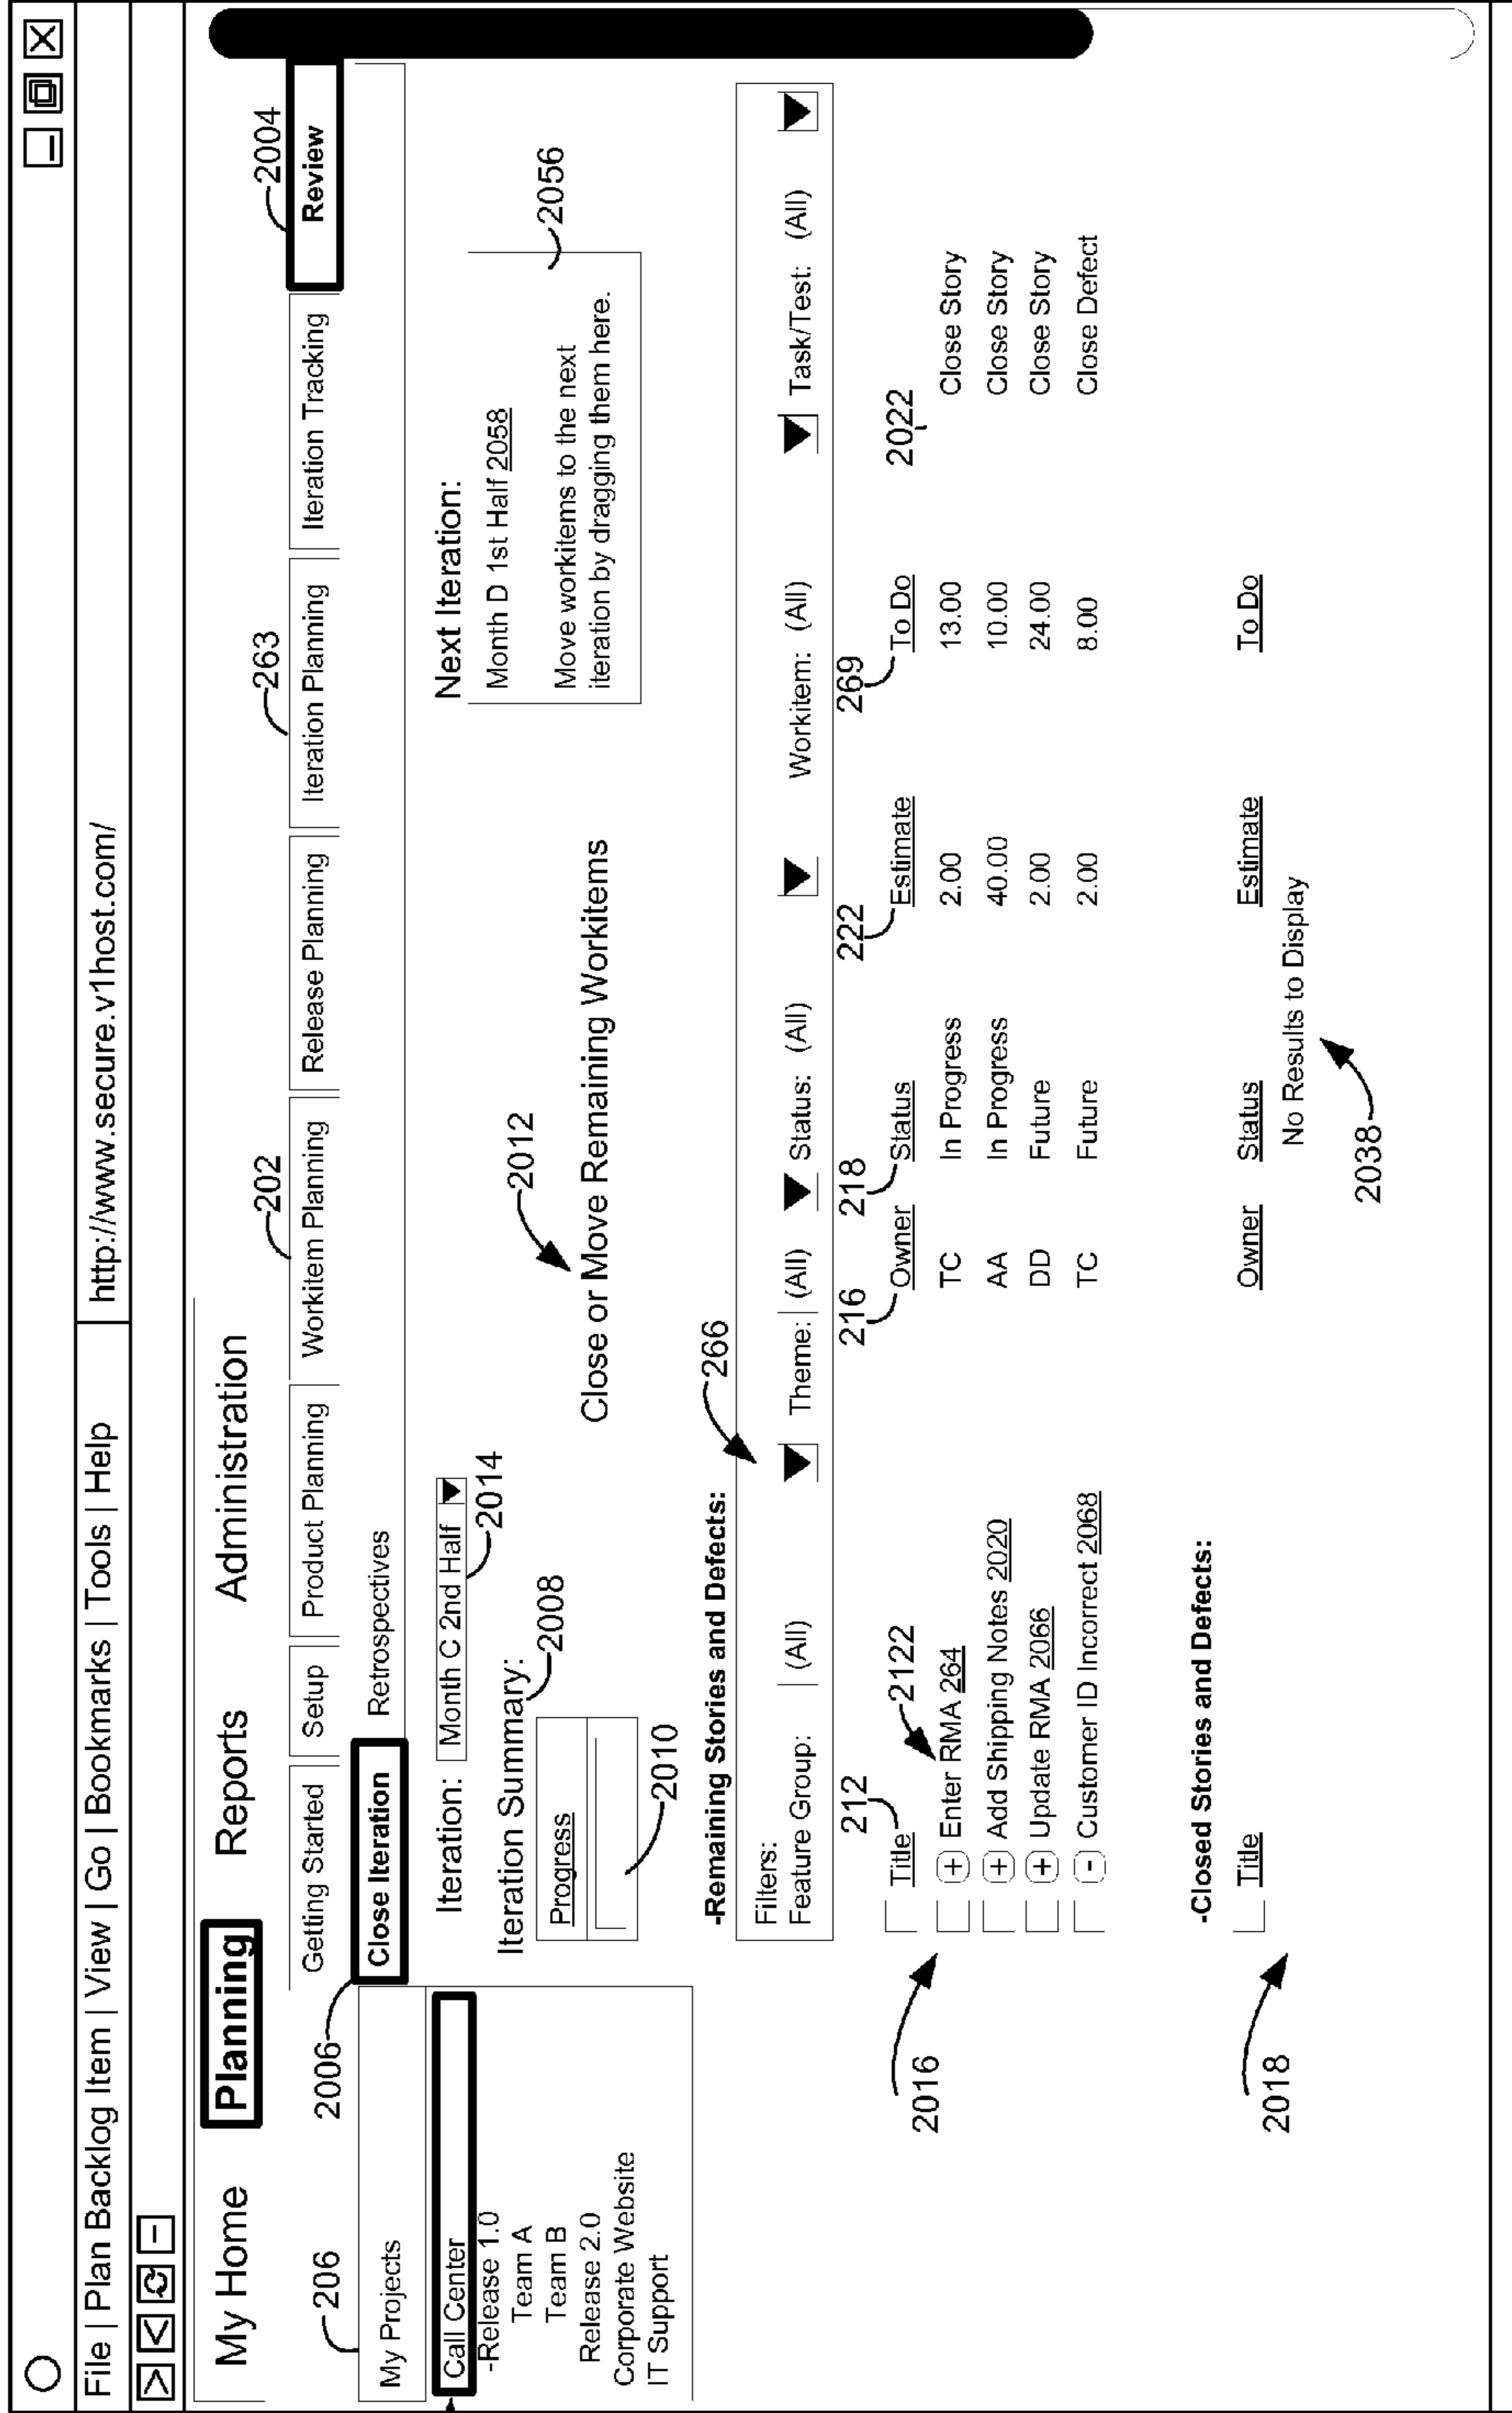 File | Plan Backlog Item | View | Go | Bookmarks | Tools | Help
http://www.secure.v1host.com/
My Home Planning Reports Administration
206 2006 202 263 2004
Getting Started Setup Product Planning Workitem Planning Release Planning Iteration Planning Iteration Tracking Review
My Projects
Close Iteration Retrospectives
Call Center
-Release 1.0
Team A
Team B
Release 2.0
Corporate Website
IT Support
Iteration: Month C 2nd Half
2014
Iteration Summary:
2008
Progress
2010
2012
Close or Move Remaining Workitems
Next Iteration:
Month D 1st Half 2058
2056
Move workitems to the next
iteration by dragging them here.
-Remaining Stories and Defects:
266
Filters:
Feature Group: (All) Theme: (All) Status: (All) Workitem: (All) Task/Test: (All)
212 2122 216 218 222 269
Title Owner Status Estimate To Do 2022
2016
(+) Enter RMA 264 TC In Progress 2.00 13.00 Close Story
(+) Add Shipping Notes 2020 AA In Progress 40.00 10.00 Close Story
(+) Update RMA 2066 DD Future 2.00 24.00 Close Story
(-) Customer ID Incorrect 2068 TC Future 2.00 8.00 Close Defect
-Closed Stories and Defects:
Title Owner Status Estimate To Do
2018
No Results to Display
2038